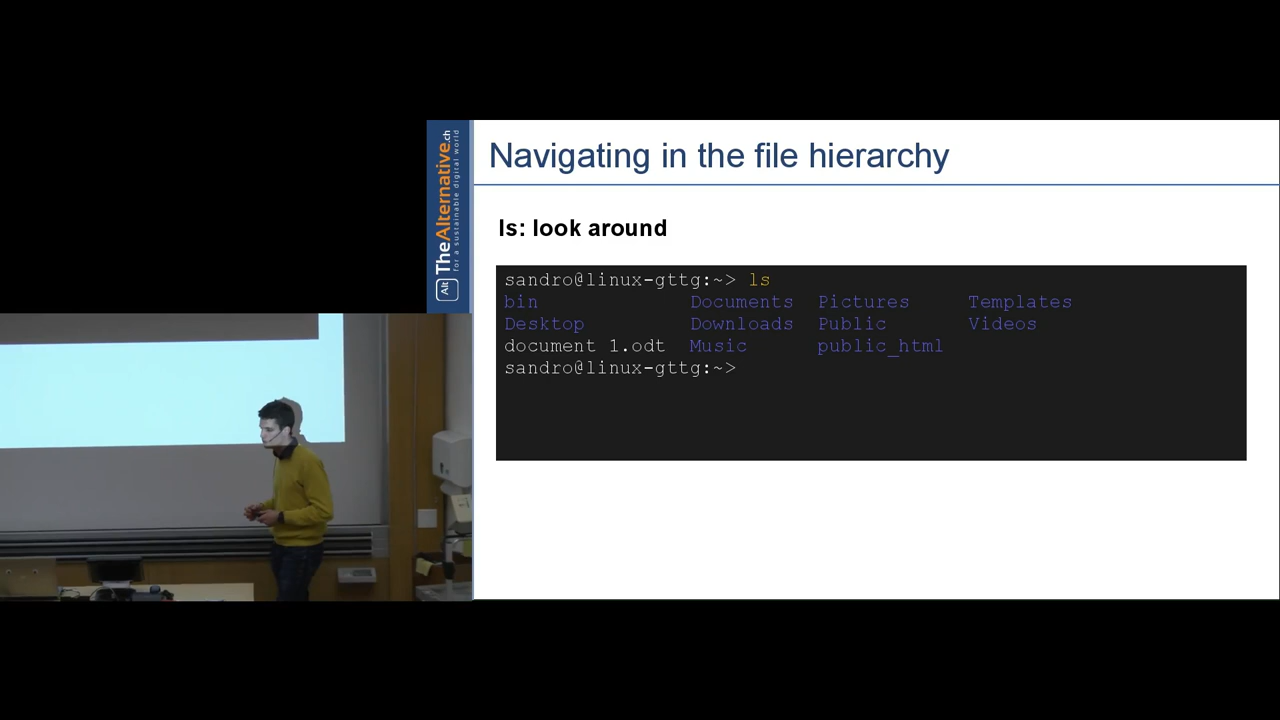 Navigating in the file hierarchy
Alt TheAlternative.ch
for a sustainable digital world
ls: look around
sandro@linux-gttg:~> ls
bin Documents Pictures Templates
Desktop Downloads Public Videos
document 1.odt Music public_html
sandro@linux-gttg:~>